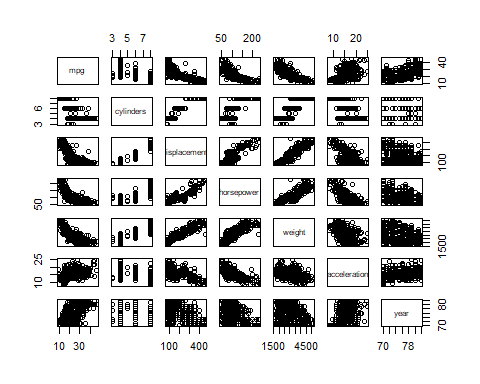 3 5 7
50 200
10 20
mpg
10 40
cylinders
3 6
isplacemen
100
horsepower
50
weight
1500
acceleration
10 25
year
70 80
10 30
100 400
1500 4500
70 78